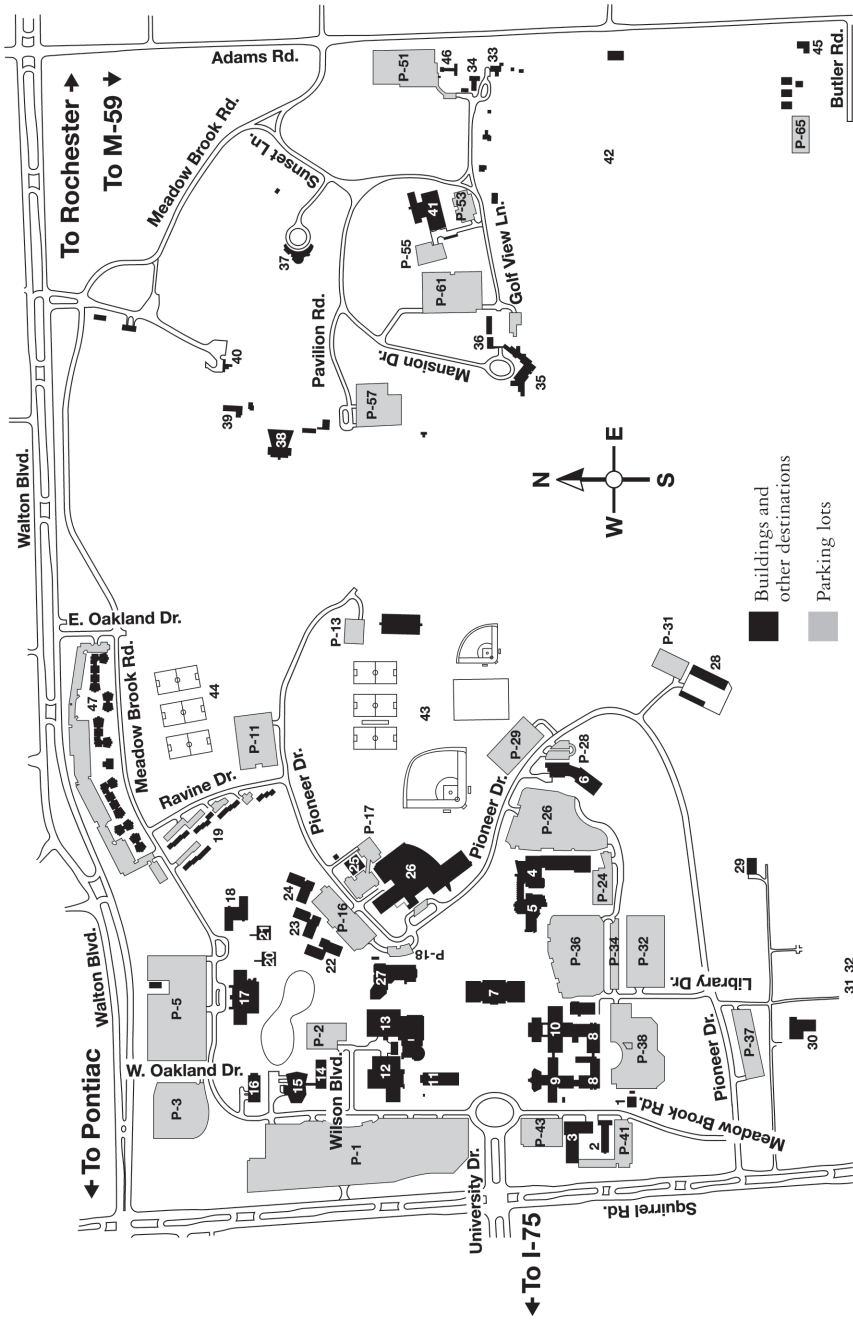 Adams Rd.
To Rochester →
To M-59
Meadow Brook Rd.
Sunset Ln.
P-51
46
34
33
45
Butler Rd.
P-65
42
41
P-53
P-55
P-61
Golf View Ln.
37
Pavilion Rd.
Mansion Dr.
36
35
40
39
38
P-57
Walton Blvd.
N
W
E
S
Buildings and
other destinations
Parking lots
E. Oakland Dr.
47
Meadow Brook Rd.
44
P-13
P-11
43
P-31
28
Ravine Dr.
Pioneer Dr.
P-29
P-28
6
Pioneer Dr.
19
P-17
25
26
P-26
24
P-16
23
22
P-18
4
5
P-24
29
18
21
20
17
27
7
P-36
P-34
P-32
Library Dr.
31 32
Walton Blvd.
P-5
P-2
13
10
8
P-38
Pioneer Dr.
P-37
30
To Pontiac
W. Oakland Dr.
P-3
16
15
14
Wilson Blvd.
12
11
9
8
1
Meadow Brook Rd.
P-1
P-43
3
2
P-41
University Dr.
Squirrel Rd.
To I-75